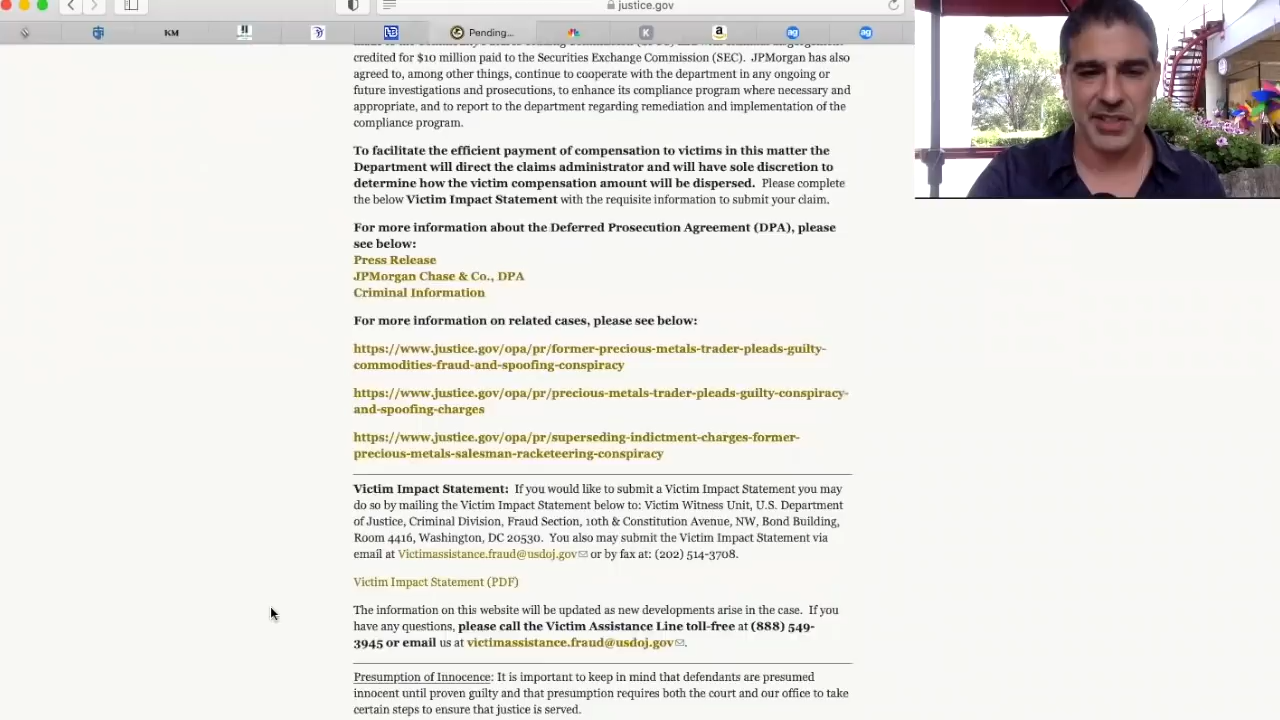 justice.gov
KM
Pending...
K
a
ag
ag
credited for $10 million paid to the Securities Exchange Commission (SEC).  JPMorgan has also
agreed to, among other things, continue to cooperate with the department in any ongoing or
future investigations and prosecutions, to enhance its compliance program where necessary and
appropriate, and to report to the department regarding remediation and implementation of the
compliance program.
To facilitate the efficient payment of compensation to victims in this matter the
Department will direct the claims administrator and will have sole discretion to
determine how the victim compensation amount will be dispersed.  Please complete
the below Victim Impact Statement with the requisite information to submit your claim.
For more information about the Deferred Prosecution Agreement (DPA), please
see below:
Press Release
JPMorgan Chase & Co., DPA
Criminal Information
For more information on related cases, please see below:
https://www.justice.gov/opa/pr/former-precious-metals-trader-pleads-guilty-
commodities-fraud-and-spoofing-conspiracy
https://www.justice.gov/opa/pr/precious-metals-trader-pleads-guilty-conspiracy-
and-spoofing-charges
https://www.justice.gov/opa/pr/superseding-indictment-charges-former-
precious-metals-salesman-racketeering-conspiracy
Victim Impact Statement:  If you would like to submit a Victim Impact Statement you may
do so by mailing the Victim Impact Statement below to: Victim Witness Unit, U.S. Department
of Justice, Criminal Division, Fraud Section, 10th & Constitution Avenue, NW, Bond Building,
Room 4416, Washington, DC 20530.  You also may submit the Victim Impact Statement via
email at Victimassistance.fraud@usdoj.gov or by fax at: (202) 514-3708.
Victim Impact Statement (PDF)
The information on this website will be updated as new developments arise in the case.  If you
have any questions, please call the Victim Assistance Line toll-free at (888) 549-
3945 or email us at victimassistance.fraud@usdoj.gov.
Presumption of Innocence: It is important to keep in mind that defendants are presumed
innocent until proven guilty and that presumption requires both the court and our office to take
certain steps to ensure that justice is served.